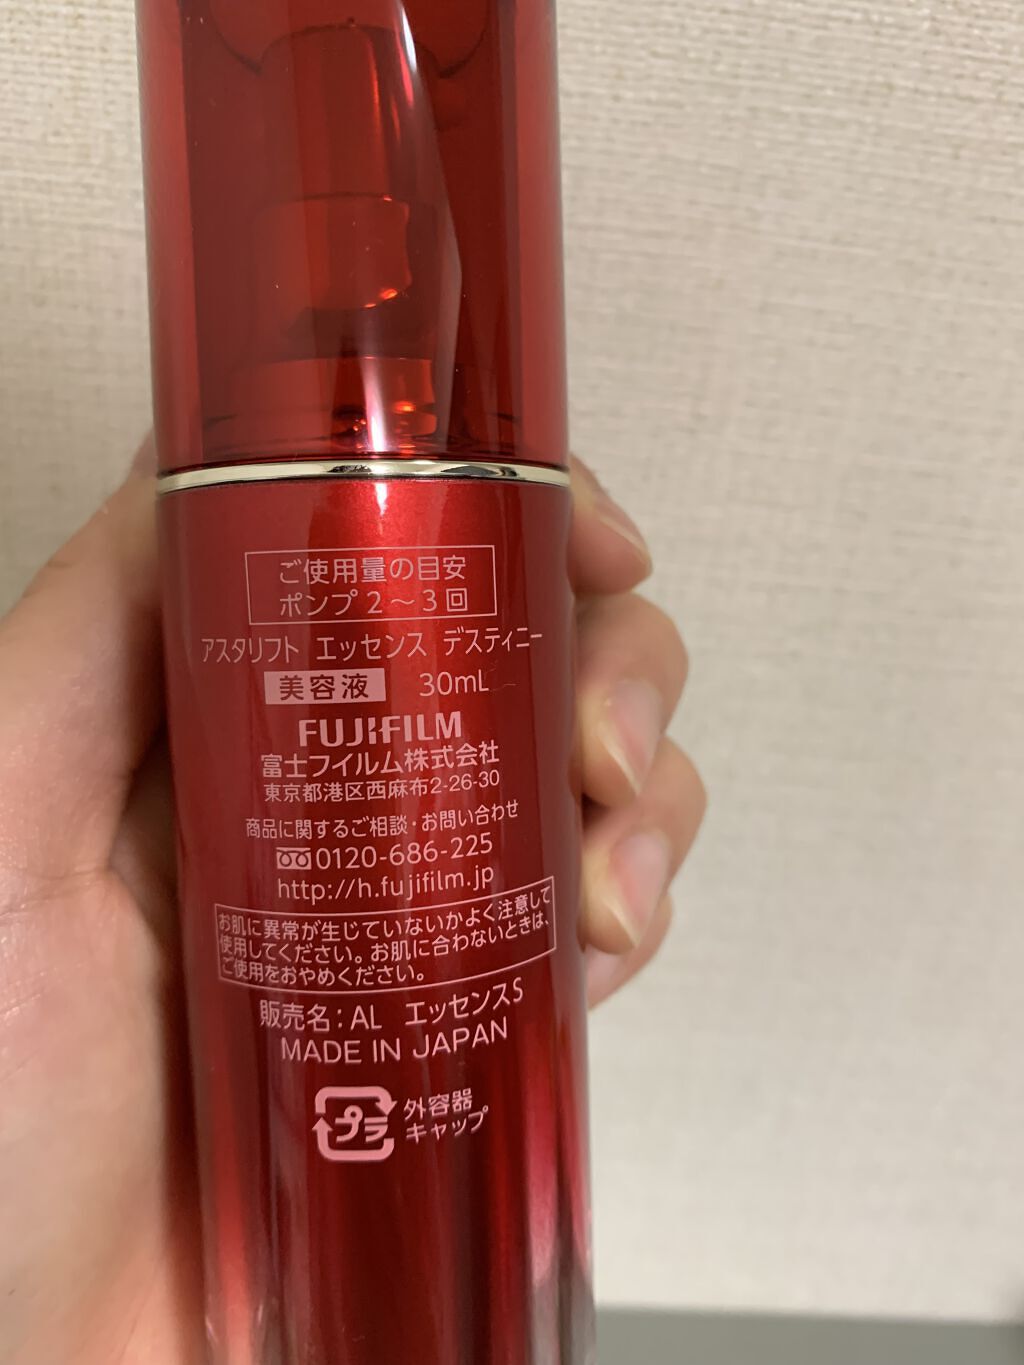 ご使用量の目安
ポンプ2〜3回
アスタリフト エッセンス デスティニー
美容液 30mL
FUJIFILM
富士フイルム株式会社
東京都港区西麻布2-26-30
商品に関するご相談・お問い合わせ
0120-686-225
http://h.fujifilm.jp
お肌に異常が生じていないかよく注意して
使用してください。お肌に合わないときは、
ご使用をおやめください。
販売名：AL エッセンスS
MADE IN JAPAN
プラ 外容器
キャップ